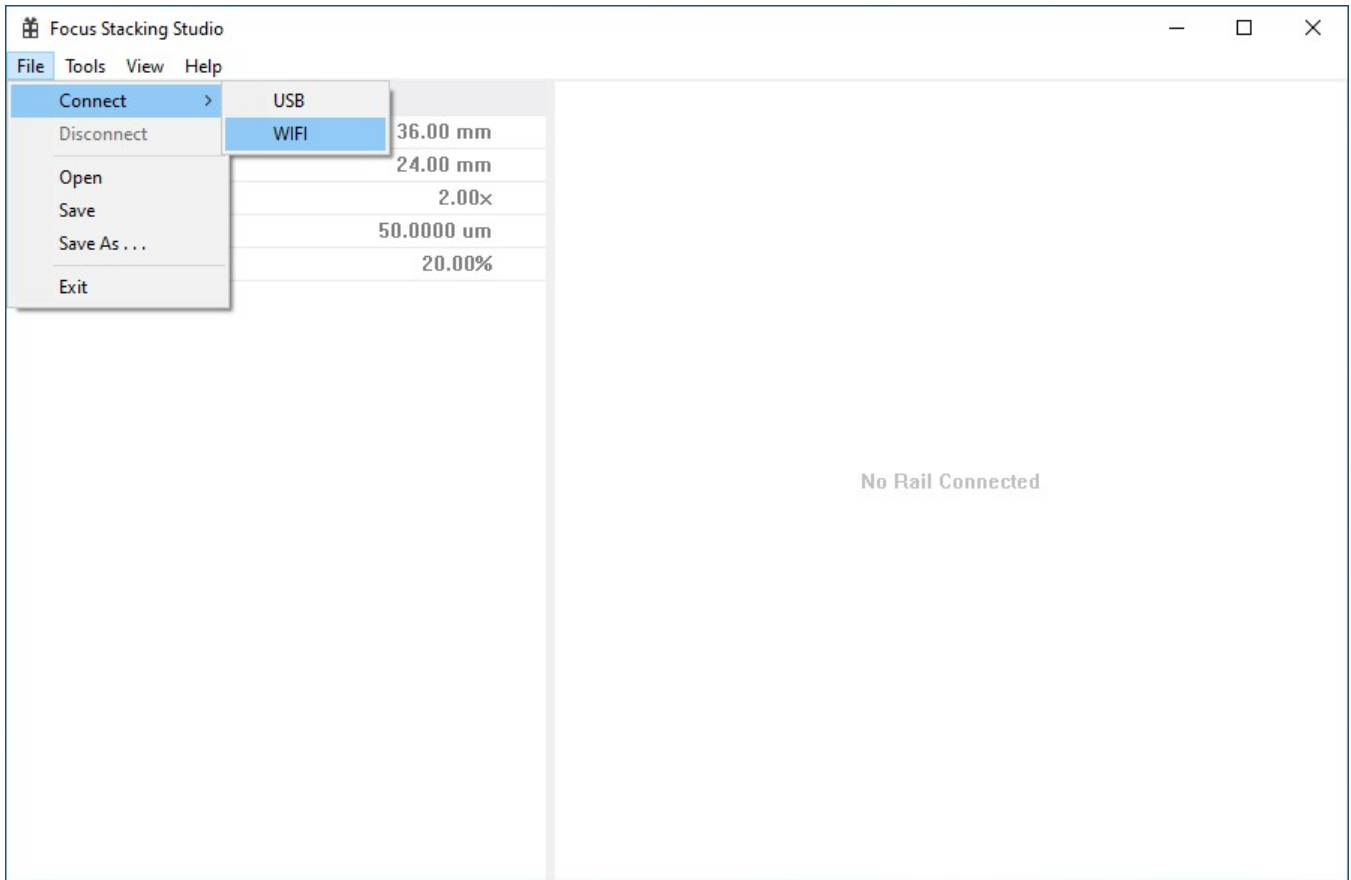 Focus Stacking Studio
File Tools View Help
Connect > USB
Disconnect WIFI 36.00 mm
24.00 mm
Open
Save 2.00×
Save As . . . 50.0000 um
20.00%
Exit
No Rail Connected